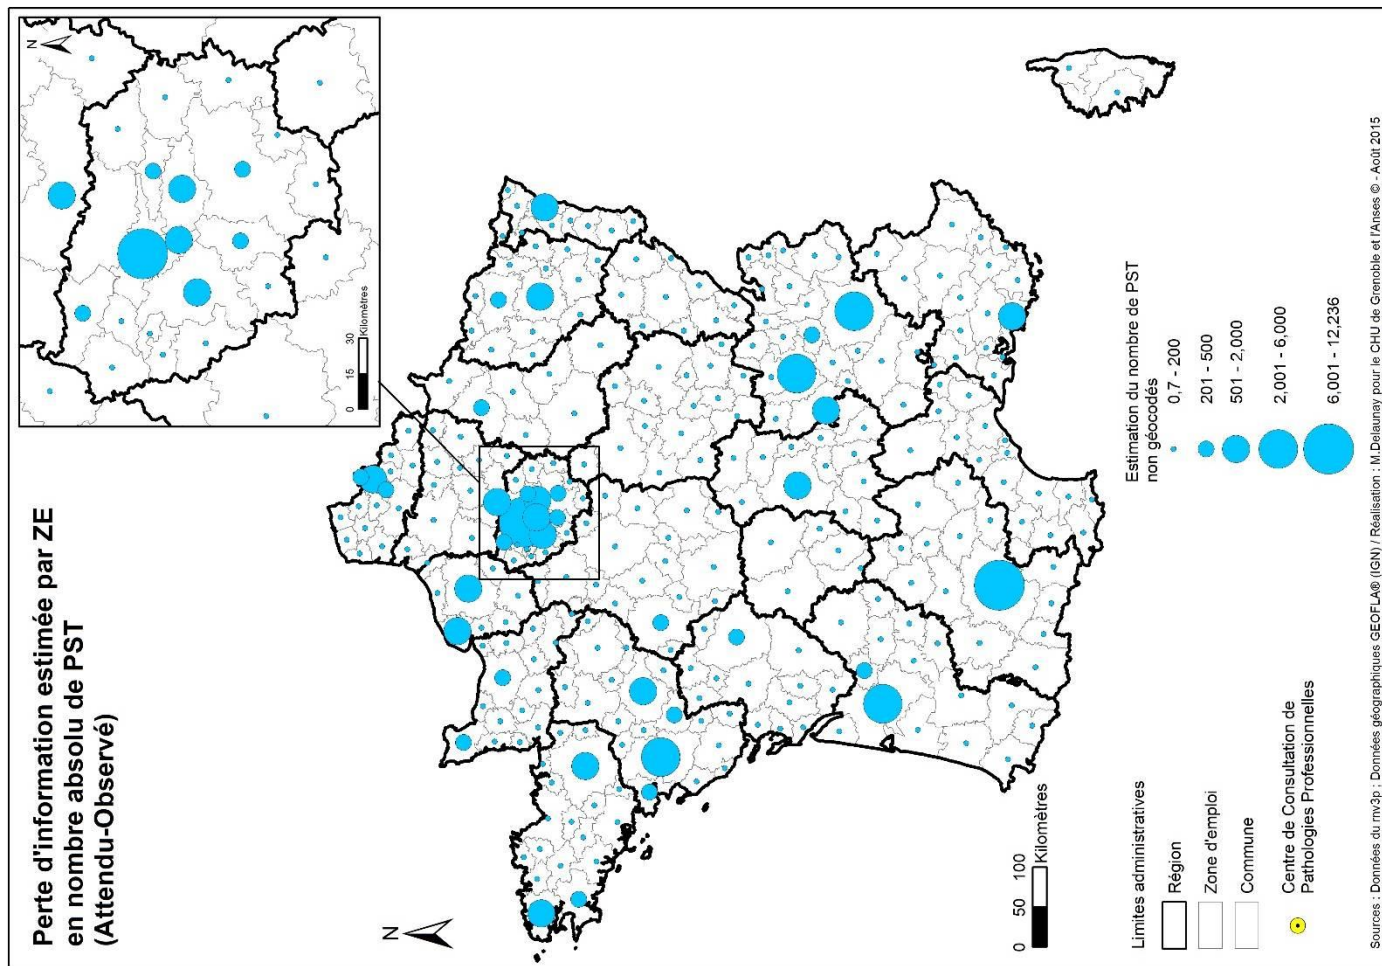 Perte d'information estimée par ZE
en nombre absolu de PST
(Attendu-Observé)
N
0 15 30
Kilomètres
N
0 50 100
Kilomètres
Limites administratives
Région
Zone d'emploi
Commune
Centre de Consultation de
Pathologies Professionnelles
Estimation du nombre de PST
non géocodés
0,7 - 200
201 - 500
501 - 2,000
2,001 - 6,000
6,001 - 12,236
Sources : Données du rnv3p ; Données géographiques GEOFLA® (IGN) / Réalisation : M.Delaunay pour le CHU de Grenoble et l'Anses © - Août 2015